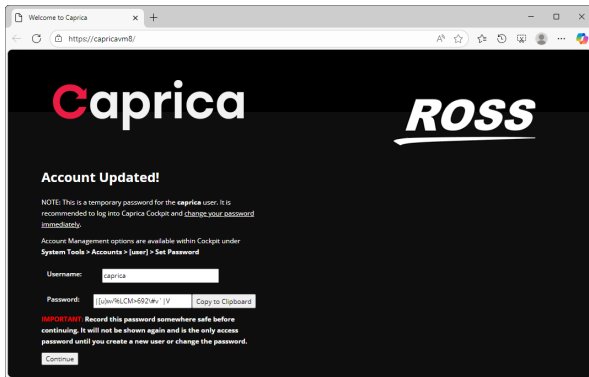 Welcome to Caprica
https://capricavm8/
Caprica
ROSS
Account Updated!
NOTE: This is a temporary password for the caprica user. It is
recommended to log into Caprica Cockpit and change your password
immediately.
Account Management options are available within Cockpit under
System Tools > Accounts > [user] > Set Password
Username: caprica
Password: |[u)w/%LCM>692\#v`|V Copy to Clipboard
IMPORTANT: Record this password somewhere safe before
continuing. It will not be shown again and is the only access
password until you create a new user or change the password.
Continue